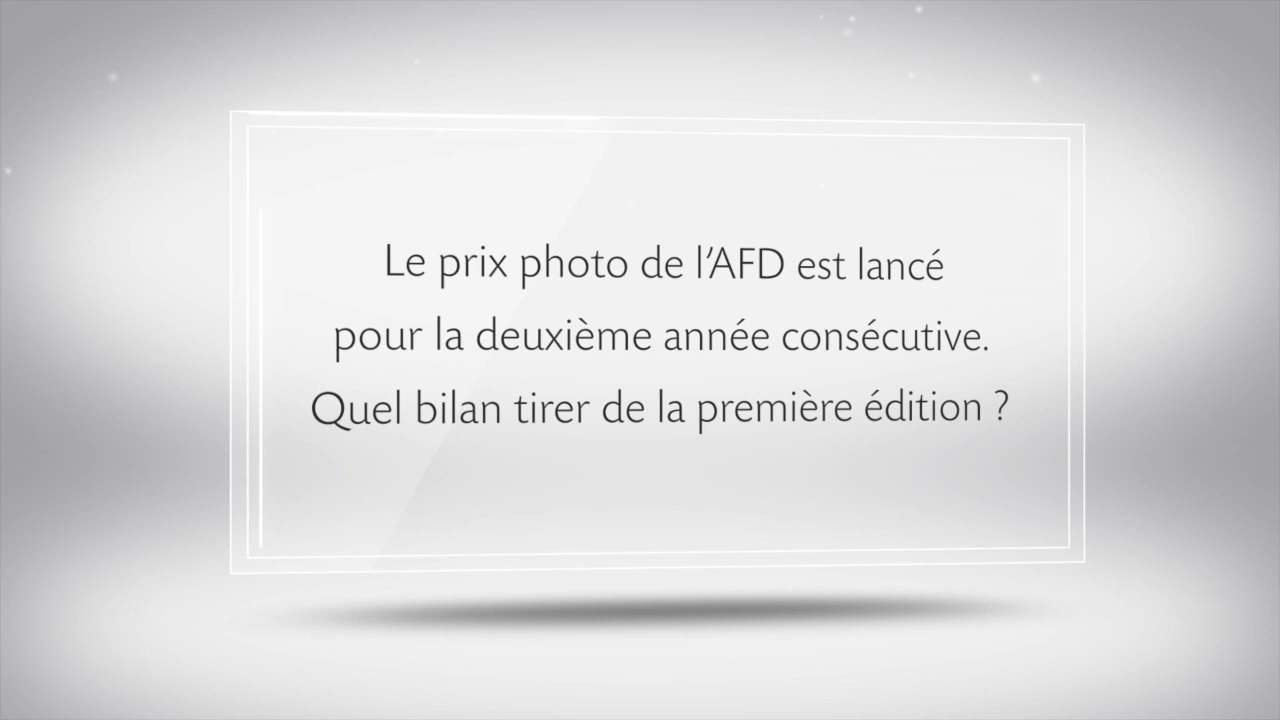 Le prix photo de l’AFD est lancé
pour la deuxième année consécutive.
Quel bilan tirer de la première édition ?